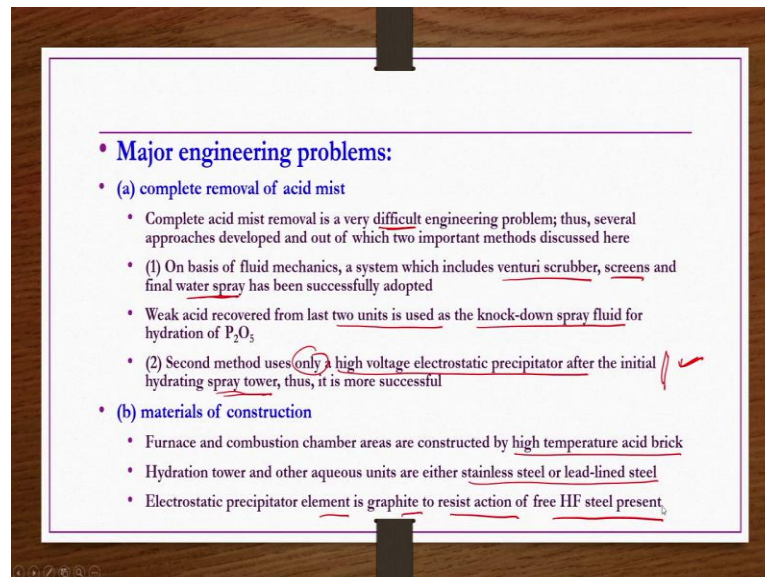 • Major engineering problems:
• (a) complete removal of acid mist
• Complete acid mist removal is a very difficult engineering problem; thus, several
approaches developed and out of which two important methods discussed here
• (1) On basis of fluid mechanics, a system which includes venturi scrubber, screens and
final water spray has been successfully adopted
• Weak acid recovered from last two units is used as the knock-down spray fluid for
hydration of P₂O₅
• (2) Second method uses only a high voltage electrostatic precipitator after the initial
hydrating spray tower, thus, it is more successful
• (b) materials of construction
• Furnace and combustion chamber areas are constructed by high temperature acid brick
• Hydration tower and other aqueous units are either stainless steel or lead-lined steel
• Electrostatic precipitator element is graphite to resist action of free HF steel present